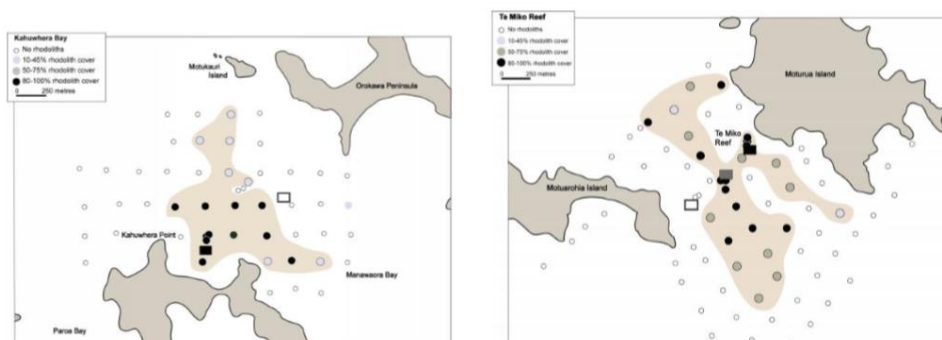 Kahuwhera Bay
No rhodoliths
10-45% rhodolith cover
50-75% rhodolith cover
80-100% rhodolith cover
0 250 metres
Motukauri
Island
Orokawa Peninsula
Kahuwhera Point
Manawaora Bay
Paroa Bay
Te Miko Reef
No rhodoliths
10-45% rhodolith cover
50-75% rhodolith cover
80-100% rhodolith cover
0 250 metres
Moturua Island
Te Miko
Reef
Motuarohia Island